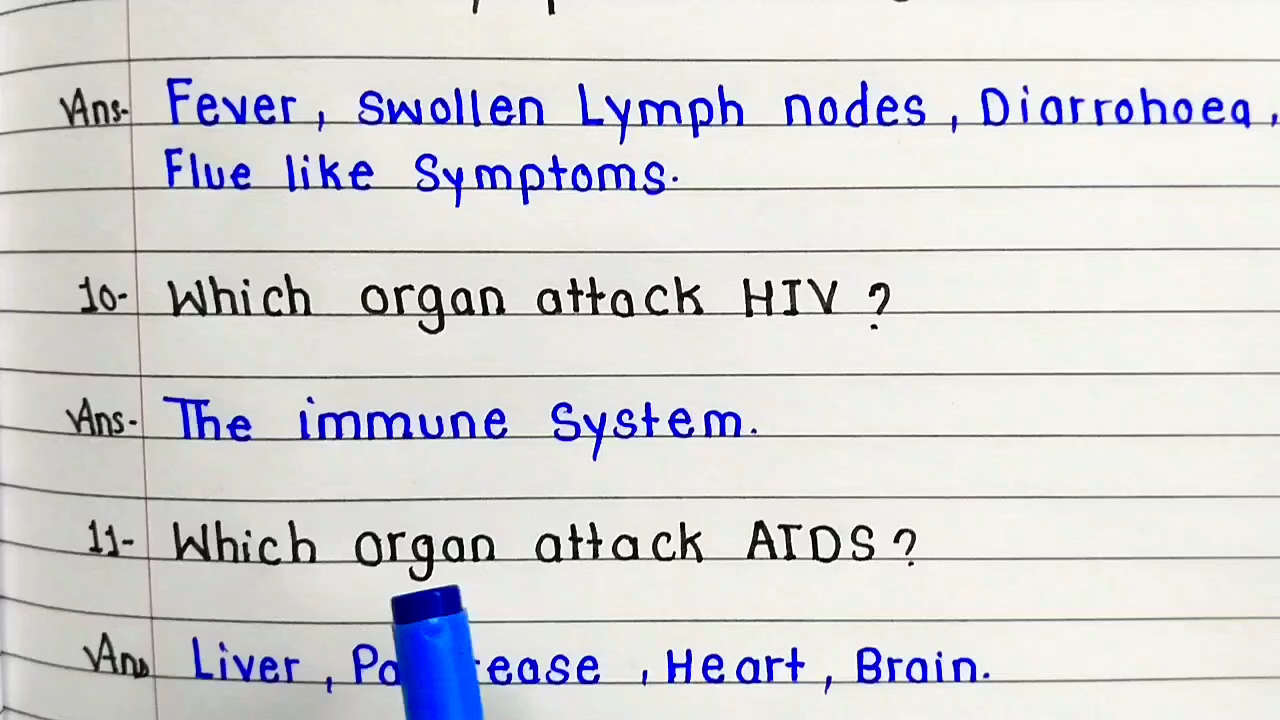 Ans- Fever, Swollen Lymph nodes, Diarrohoea,
Flue like Symptoms.
10- Which organ attack HIV?
Ans- The immune System.
11- Which organ attack AIDS?
Ans Liver, , Heart, Brain.